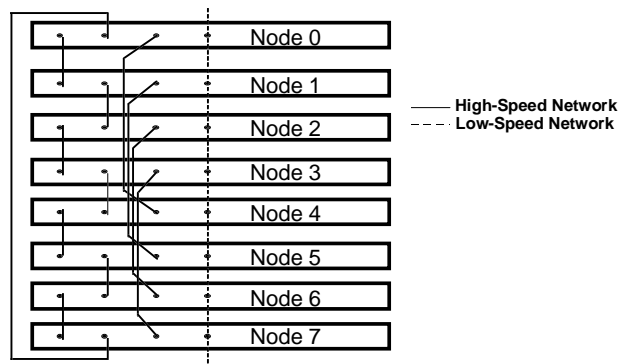 Node 0
Node 1
Node 2
Node 3
Node 4
Node 5
Node 6
Node 7
High-Speed Network
Low-Speed Network